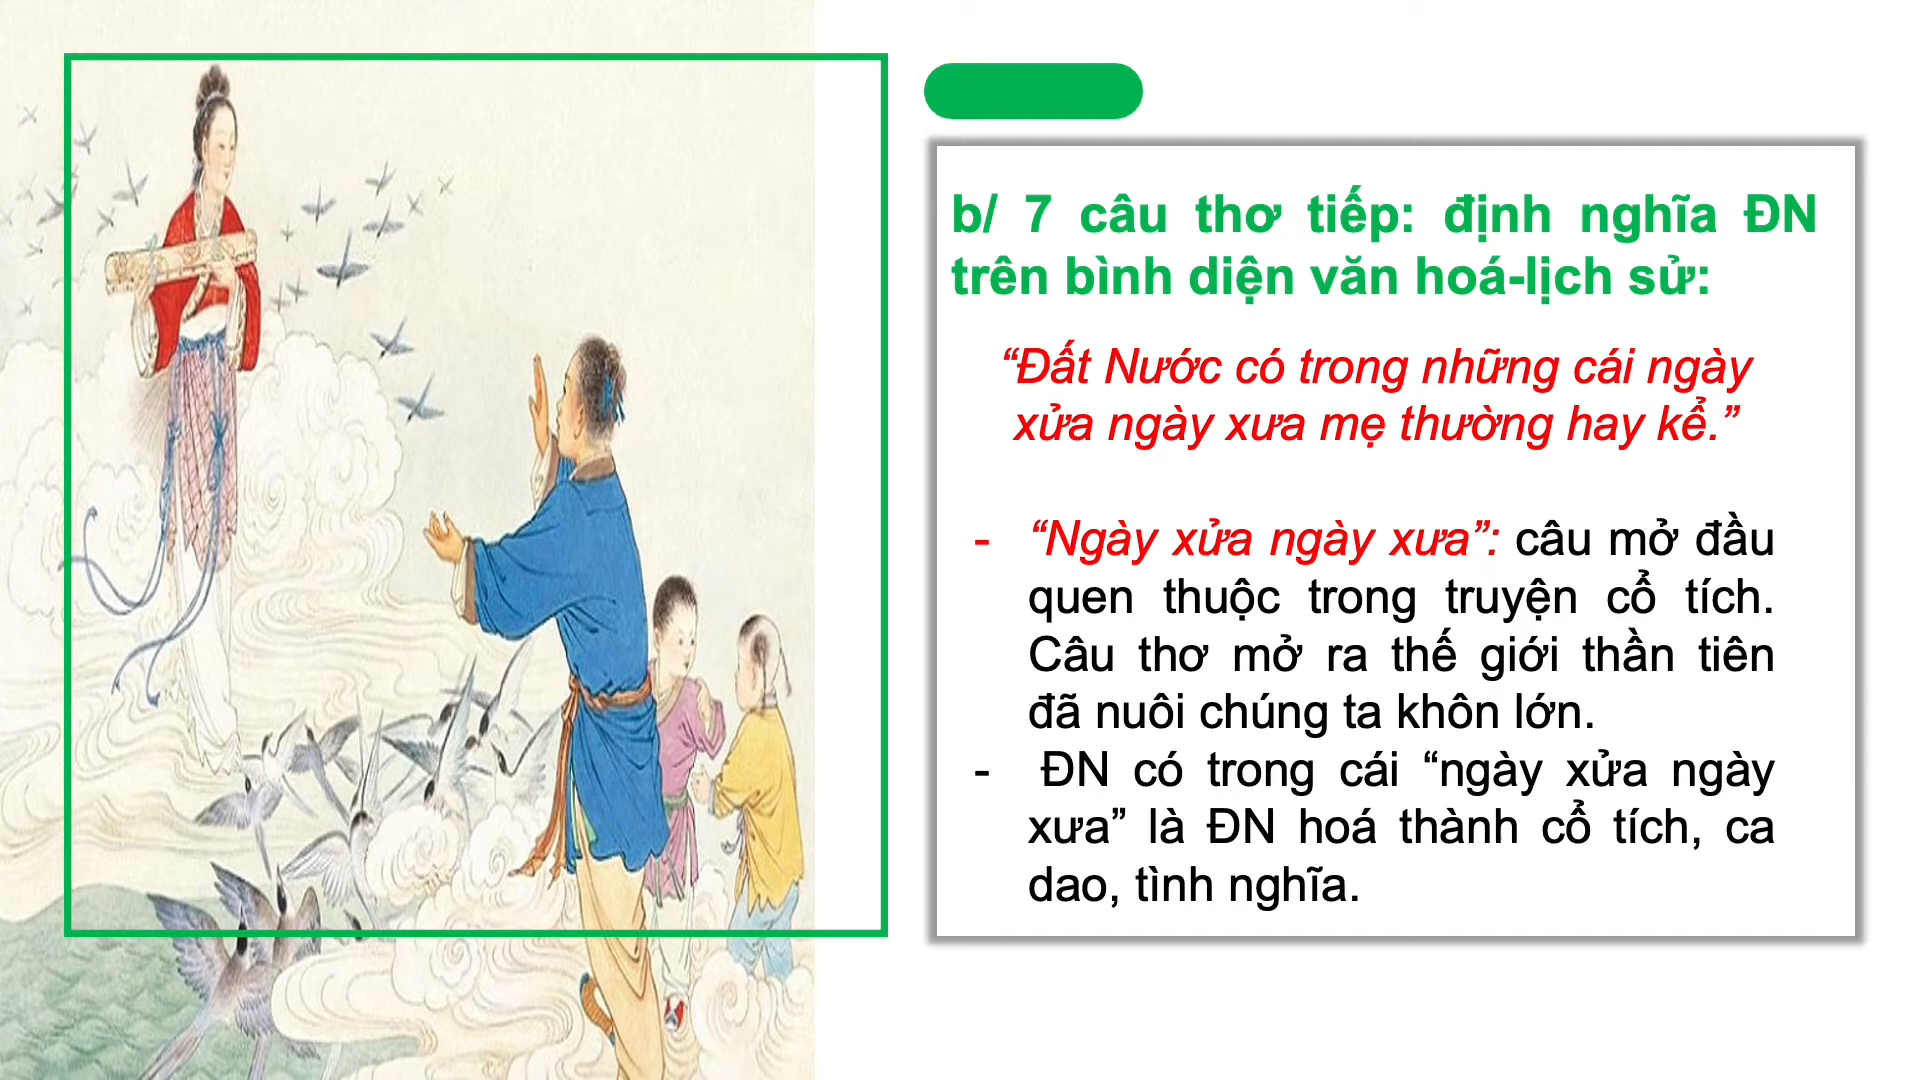 b/ 7 câu thơ tiếp: định nghĩa ĐN
trên bình diện văn hoá-lịch sử:
“Đất Nước có trong những cái ngày
xửa ngày xưa mẹ thường hay kể.”
- “Ngày xửa ngày xưa”: câu mở đầu
quen thuộc trong truyện cổ tích.
Câu thơ mở ra thế giới thần tiên
đã nuôi chúng ta khôn lớn.
- ĐN có trong cái “ngày xửa ngày
xưa” là ĐN hoá thành cổ tích, ca
dao, tình nghĩa.